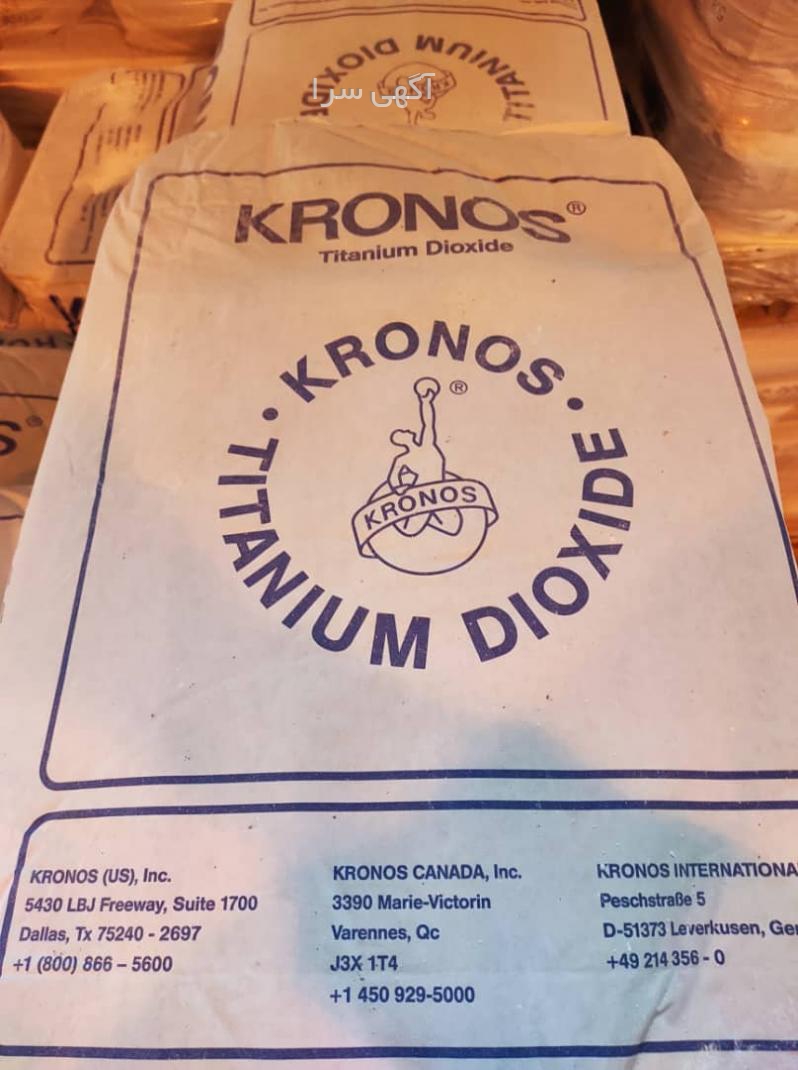 TITANIUM DIOXIDE
آگهی سرا
KRONOS®
Titanium Dioxide
• KRONOS •
®
KRONOS
TITANIUM DIOXIDE
KRONOS (US), Inc.
5430 LBJ Freeway, Suite 1700
Dallas, Tx 75240 - 2697
+1 (800) 866 – 5600
KRONOS CANADA, Inc.
3390 Marie-Victorin
Varennes, Qc
J3X 1T4
+1 450 929-5000
KRONOS INTERNATIONA
Peschstraße 5
D-51373 Leverkusen, Ger
+49 214 356 - 0